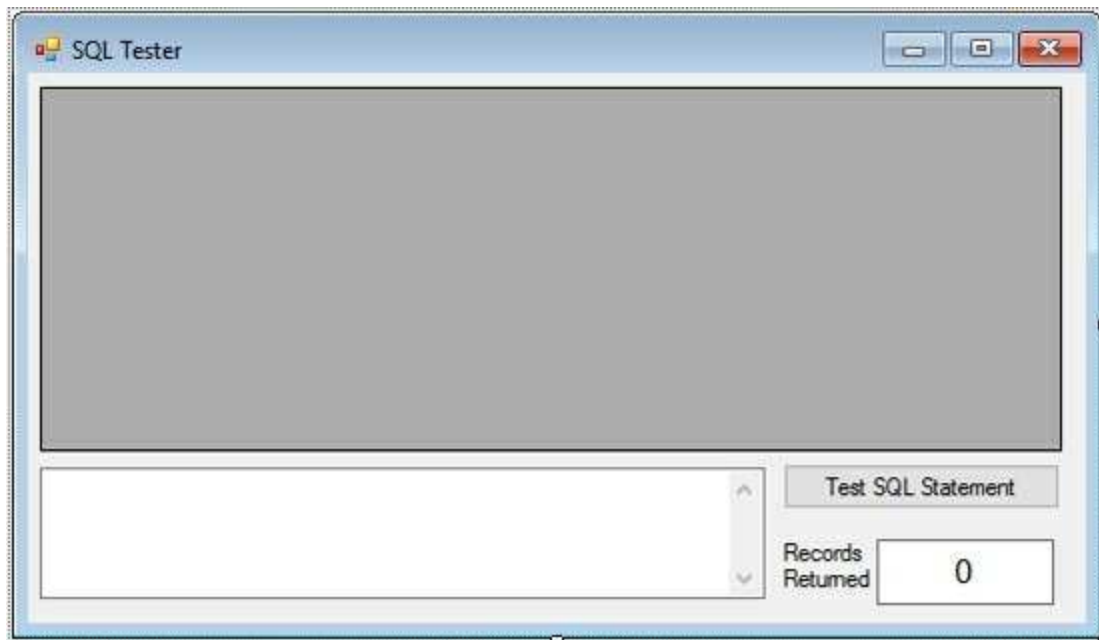 SQL Tester
Test SQL Statement
Records
Returned
0